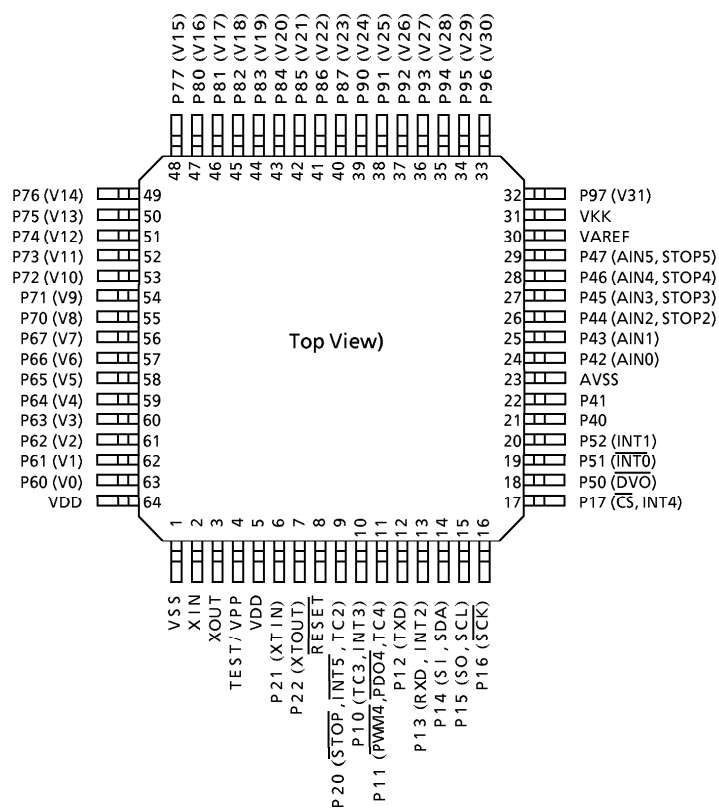 P77 (V15)
P80 (V16)
P81 (V17)
P82 (V18)
P83 (V19)
P84 (V20)
P85 (V21)
P86 (V22)
P87 (V23)
P90 (V24)
P91 (V25)
P92 (V26)
P93 (V27)
P94 (V28)
P95 (V29)
P96 (V30)
48
47
46
45
44
43
42
41
40
39
38
37
36
35
34
33
P76 (V14) 49
P75 (V13) 50
P74 (V12) 51
P73 (V11) 52
P72 (V10) 53
P71 (V9) 54
P70 (V8) 55
P67 (V7) 56
P66 (V6) 57
P65 (V5) 58
P64 (V4) 59
P63 (V3) 60
P62 (V2) 61
P61 (V1) 62
P60 (V0) 63
VDD 64
Top View)
32 P97 (V31)
31 VKK
30 VAREF
29 P47 (AIN5, STOP5)
28 P46 (AIN4, STOP4)
27 P45 (AIN3, STOP3)
26 P44 (AIN2, STOP2)
25 P43 (AIN1)
24 P42 (AIN0)
23 AVSS
22 P41
21 P40
20 P52 (INT1)
19 P51 (INT0)
18 P50 (DVO)
17 P17 (CS, INT4)
1
2
3
4
5
6
7
8
9
10
11
12
13
14
15
16
VSS
XIN
XOUT
TEST/VPP
VDD
P21 (XTIN)
P22 (XTOUT)
RESET
P20 (STOP, INT5, TC2)
P10 (TC3, INT3)
P11 (PWM4, PDO4, TC4)
P12 (TXD)
P13 (RXD, INT2)
P14 (SI, SDA)
P15 (SO, SCL)
P16 (SCK)